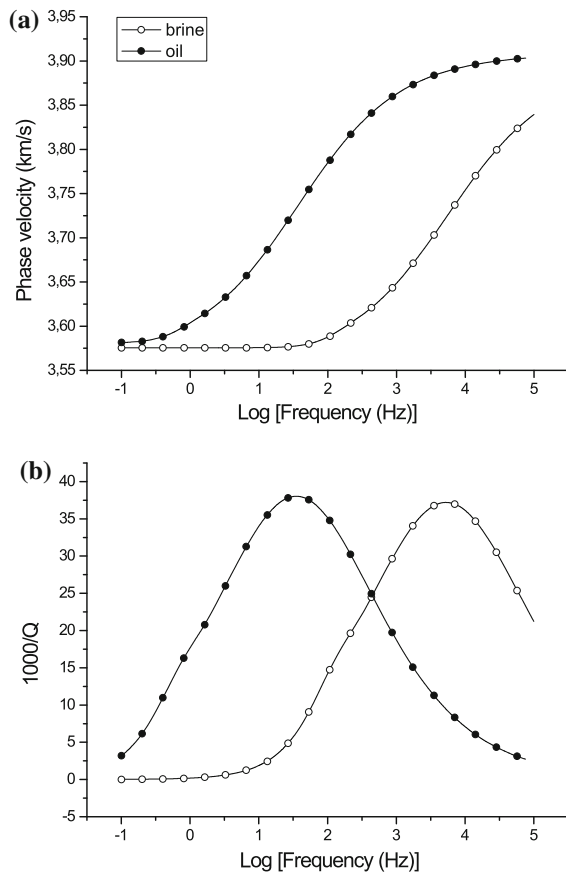 (a)
brine
oil
3,95
3,90
3,85
3,80
3,75
3,70
3,65
3,60
3,55
Phase velocity (km/s)
-1 0 1 2 3 4 5
Log [Frequency (Hz)]
(b)
40
35
30
25
20
15
10
5
0
-5
1000/Q
-1 0 1 2 3 4 5
Log [Frequency (Hz)]